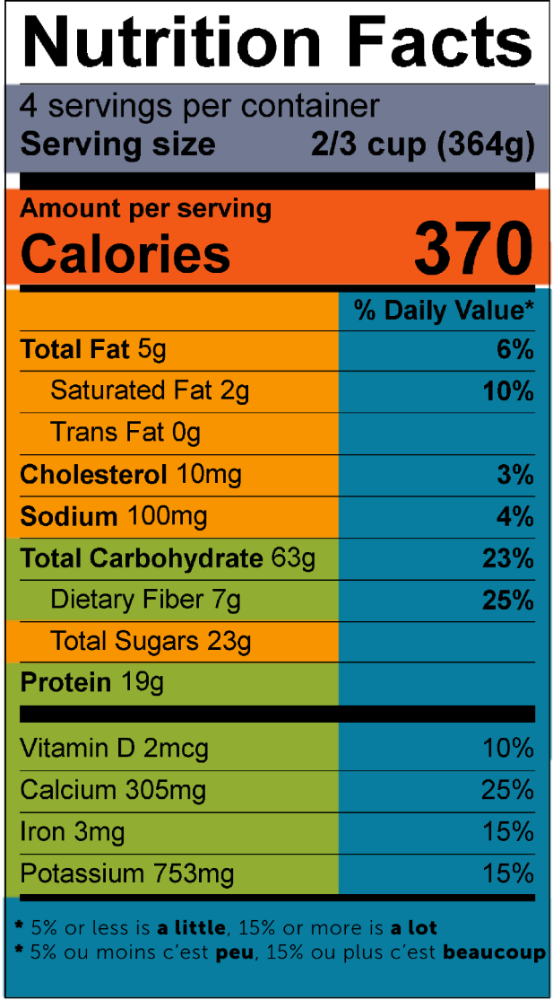 Nutrition Facts
4 servings per container
Serving size 2/3 cup (364g)
Amount per serving
Calories 370
% Daily Value*
Total Fat 5g 6%
Saturated Fat 2g 10%
Trans Fat 0g
Cholesterol 10mg 3%
Sodium 100mg 4%
Total Carbohydrate 63g 23%
Dietary Fiber 7g 25%
Total Sugars 23g
Protein 19g
Vitamin D 2mcg 10%
Calcium 305mg 25%
Iron 3mg 15%
Potassium 753mg 15%
* 5% or less is a little, 15% or more is a lot
* 5% ou moins c’est peu, 15% ou plus c’est beaucoup